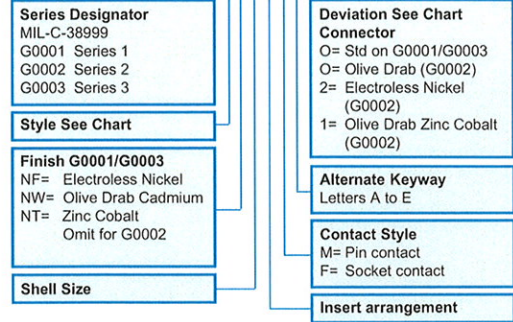 Series Designator
MIL-C-38999
G0001 Series 1
G0002 Series 2
G0003 Series 3
Style See Chart
Finish G0001/G0003
NF= Electroless Nickel
NW= Olive Drab Cadmium
NT= Zinc Cobalt
Omit for G0002
Shell Size
Deviation See Chart
Connector
O= Std on G0001/G0003
O= Olive Drab (G0002)
2= Electroless Nickel
(G0002)
1= Olive Drab Zinc Cobalt
(G0002)
Alternate Keyway
Letters A to E
Contact Style
M= Pin contact
F= Socket contact
Insert arrangement